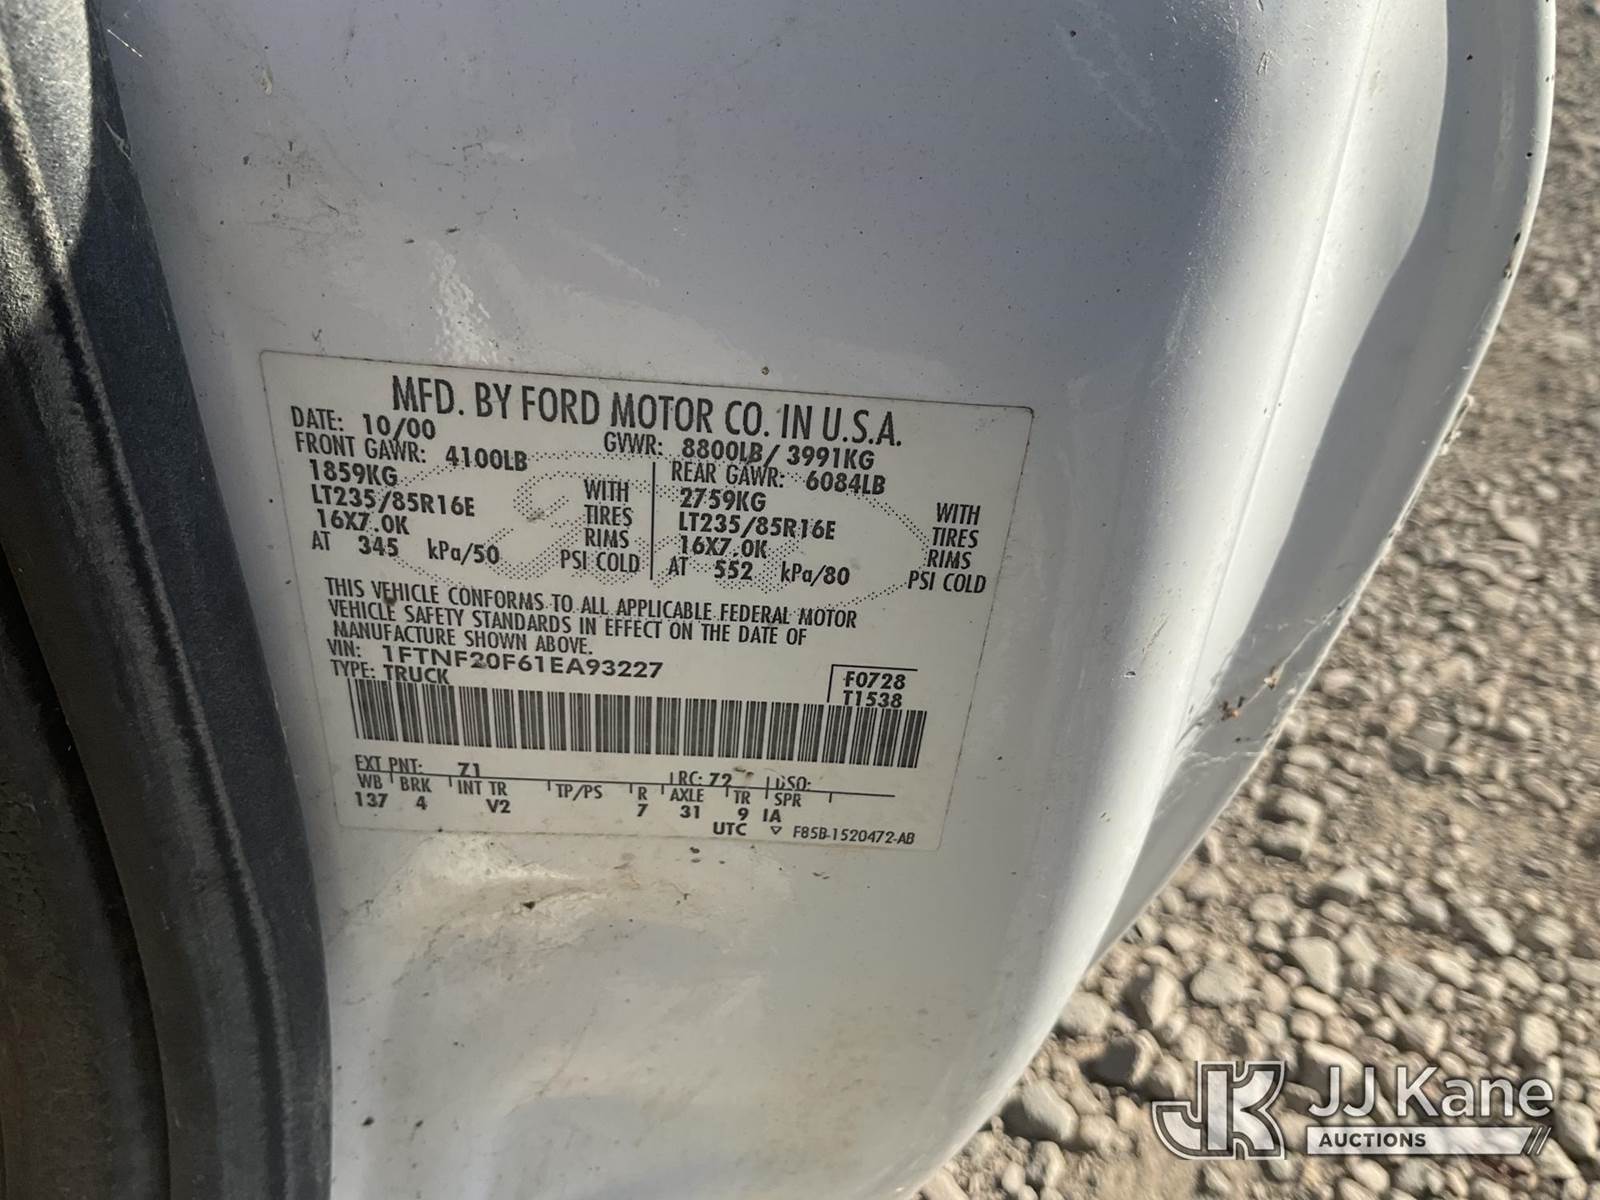 MFD. BY FORD MOTOR CO. IN U.S.A.
DATE: 10/00 GVWR: 8800LB/ 3991KG
FRONT GAWR: 4100LB REAR GAWR: 6084LB
1859KG WITH 2759KG WITH
LT235/85R16E TIRES LT235/85R16E TIRES
16X7.0K RIMS 16X7.0K RIMS
AT 345 kPa/50 PSI COLD AT 552 kPa/80 PSI COLD
THIS VEHICLE CONFORMS TO ALL APPLICABLE FEDERAL MOTOR
VEHICLE SAFETY STANDARDS IN EFFECT ON THE DATE OF
MANUFACTURE SHOWN ABOVE.
VIN: 1FTNF20F61EA93227
TYPE: TRUCK
F0728
T1538
EXT PNT: Z1 RC: 72 DSO:
WB BRK INT TR TP/PS R AXLE TR SPR
137 4 V2 7 31 9 IA
UTC ▽ F85B-1520472-AB
JK JJ Kane
AUCTIONS